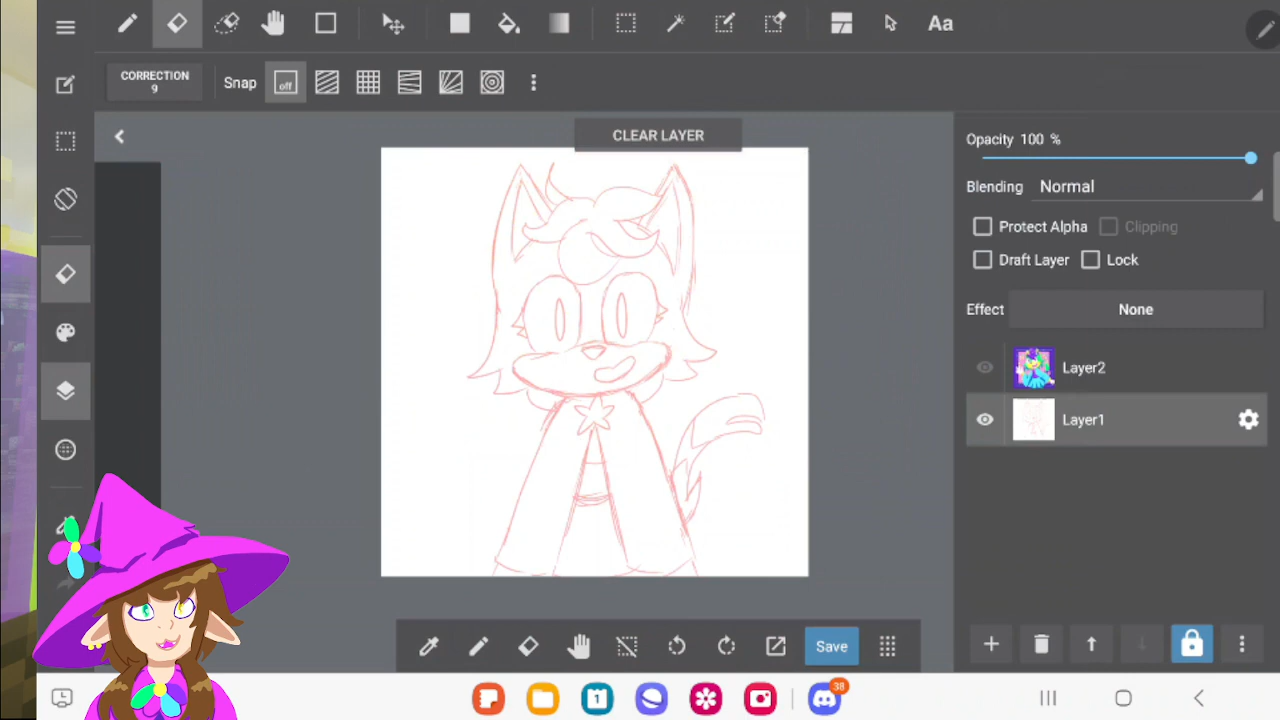 Aa
CORRECTION
9
Snap
off
CLEAR LAYER
Opacity 100 %
Blending Normal
Protect Alpha Clipping
Draft Layer Lock
Effect None
Layer2
Layer1
Save
1
38